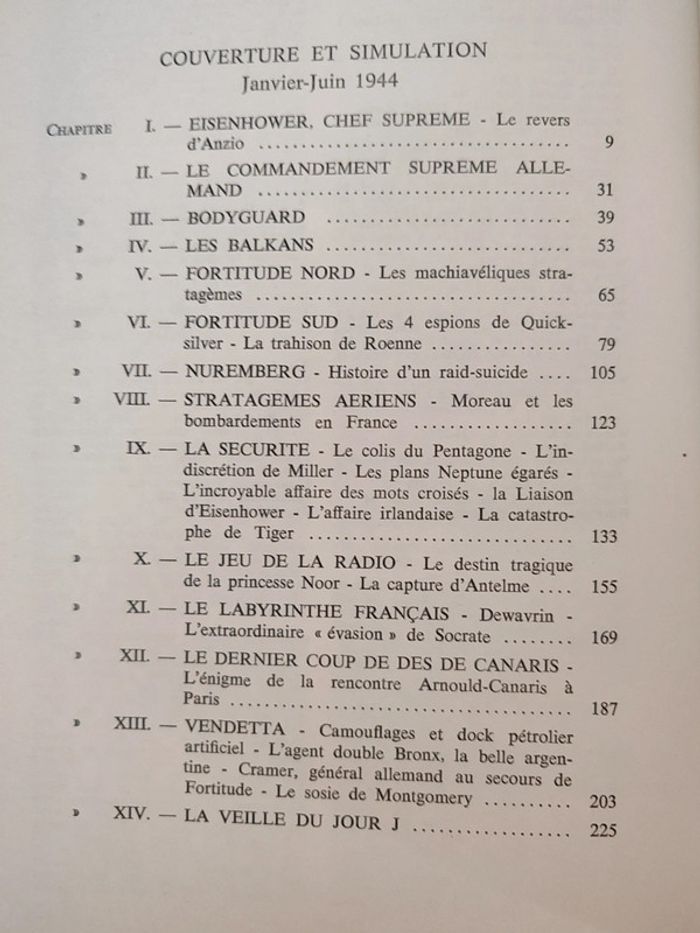 COUVERTURE ET SIMULATION
Janvier-Juin 1944
CHAPITRE I. — EISENHOWER, CHEF SUPREME - Le revers
d'Anzio ..................................... 9
» II. — LE COMMANDEMENT SUPREME ALLE-
MAND ..................................... 31
» III. — BODYGUARD ............................. 39
» IV. — LES BALKANS ............................. 53
» V. — FORTITUDE NORD - Les machiavéliques stra-
tagèmes ..................................... 65
» VI. — FORTITUDE SUD - Les 4 espions de Quick-
silver - La trahison de Roenne ................ 79
» VII. — NUREMBERG - Histoire d'un raid-suicide .... 105
» VIII. — STRATAGEMES AERIENS - Moreau et les
bombardements en France .................. 123
» IX. — LA SECURITE - Le colis du Pentagone - L'in-
discrétion de Miller - Les plans Neptune égarés -
L'incroyable affaire des mots croisés - la Liaison
d'Eisenhower - L'affaire irlandaise - La catastro-
phe de Tiger ............................... 133
» X. — LE JEU DE LA RADIO - Le destin tragique
de la princesse Noor - La capture d'Antelme .... 155
» XI. — LE LABYRINTHE FRANÇAIS - Dewavrin -
L'extraordinaire « évasion » de Socrate ........ 169
» XII. — LE DERNIER COUP DE DES DE CANARIS -
L'énigme de la rencontre Arnould-Canaris à
Paris ........................................ 187
» XIII. — VENDETTA - Camouflages et dock pétrolier
artificiel - L'agent double Bronx, la belle argen-
tine - Cramer, général allemand au secours de
Fortitude - Le sosie de Montgomery .......... 203
» XIV. — LA VEILLE DU JOUR J .................. 225